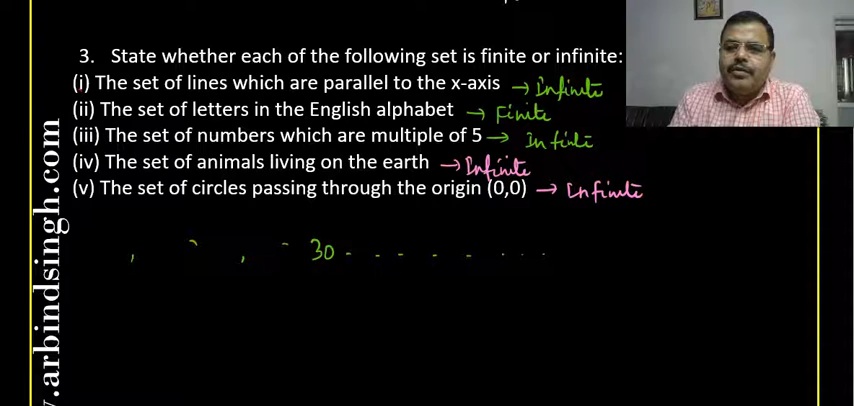 3. State whether each of the following set is finite or infinite:
(i) The set of lines which are parallel to the x-axis → Infinite
(ii) The set of letters in the English alphabet → Finite
(iii) The set of numbers which are multiple of 5 → Infinite
(iv) The set of animals living on the earth → Infinite
(v) The set of circles passing through the origin (0,0) → Infinite
30 - - - - - - - -
.arbindsingh.com